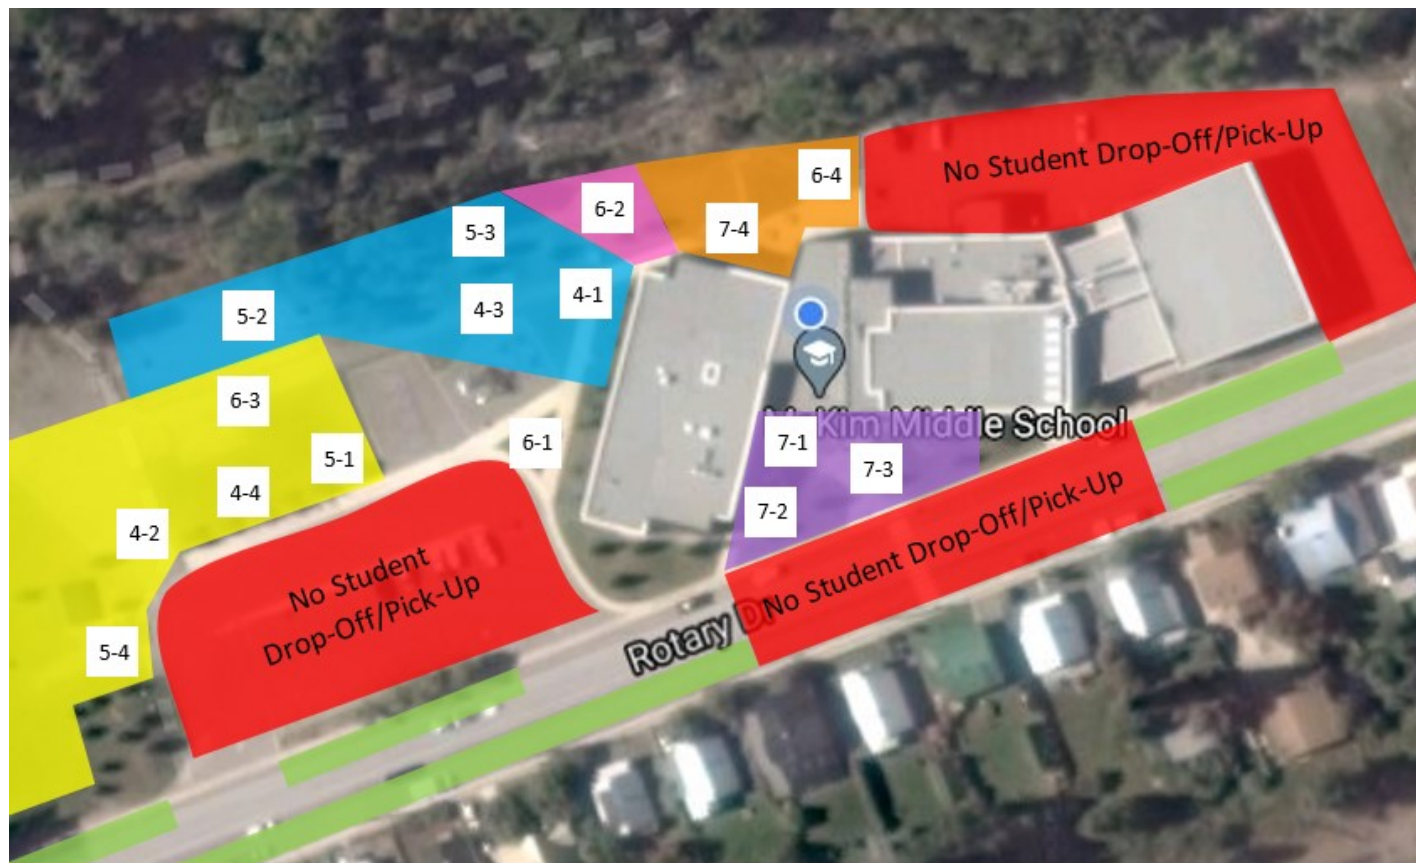 No Student Drop-Off/Pick-Up
6-4
6-2
7-4
5-3
4-1
4-3
5-2
6-3
6-1
7-1
Kim Middle School
5-1
7-3
4-4
7-2
4-2
No Student Drop-Off/Pick-Up
No Student
Drop-Off/Pick-Up
Rotary Dr
5-4